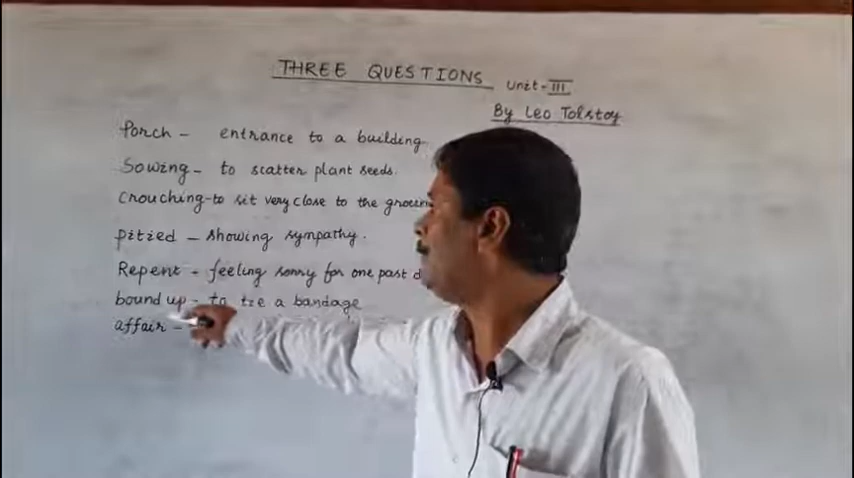 THREE QUESTIONS Unit-III
By Leo Tolstoy
Porch - entrance to a building.
Sowing - to scatter plant seeds.
Crouching - to sit very close to the
Pitied - showing sympathy.
Repent - feeling sorry for one past
bound up - to tie a bandage
affair -